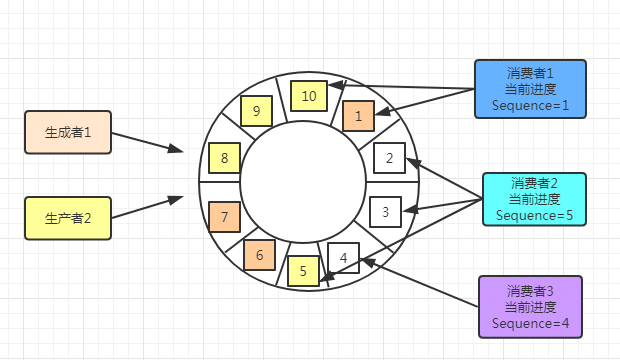 生成者1
生产者2
10
1
2
3
4
5
6
7
8
9
消费者1
当前进度
Sequence=1
消费者2
当前进度
Sequence=5
消费者3
当前进度
Sequence=4